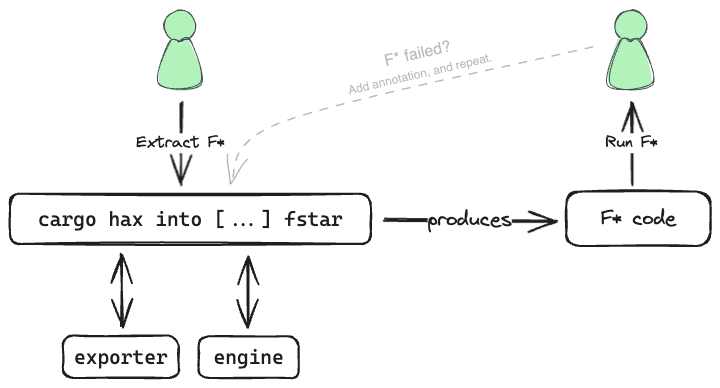 F* failed?
Add annotation, and repeat.
Extract F*
Run F*
cargo hax into [...] fstar
produces
F* code
exporter
engine